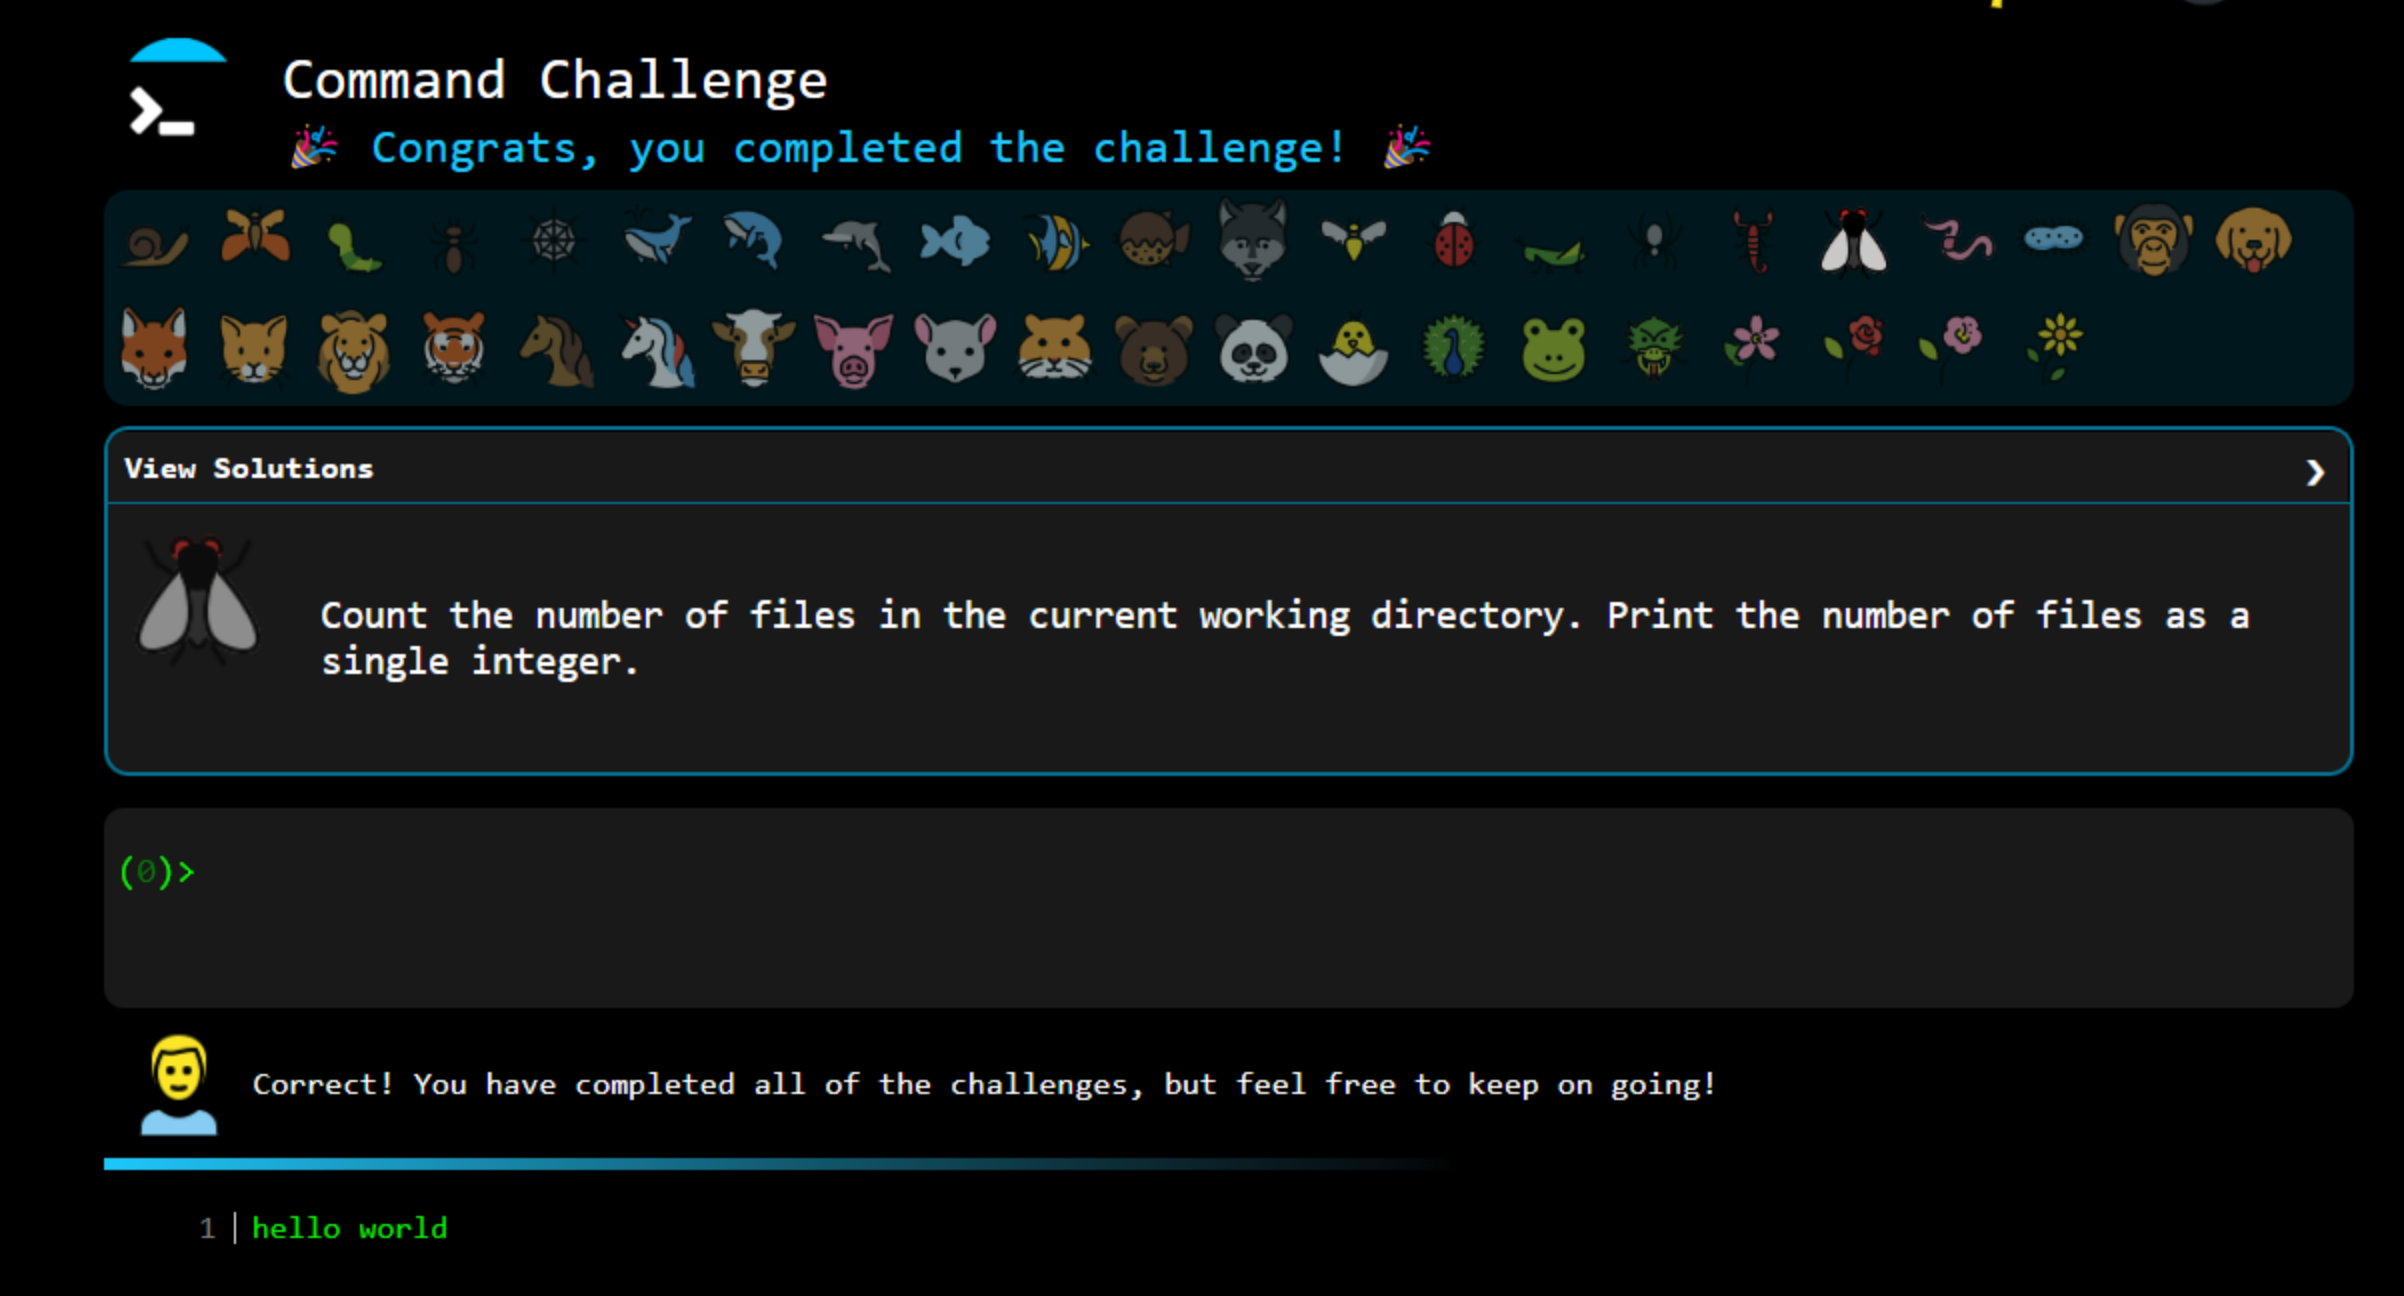 Command Challenge
🎉 Congrats, you completed the challenge! 🎉
View Solutions
Count the number of files in the current working directory. Print the number of files as a
single integer.
(0)>
Correct! You have completed all of the challenges, but feel free to keep on going!
1 | hello world